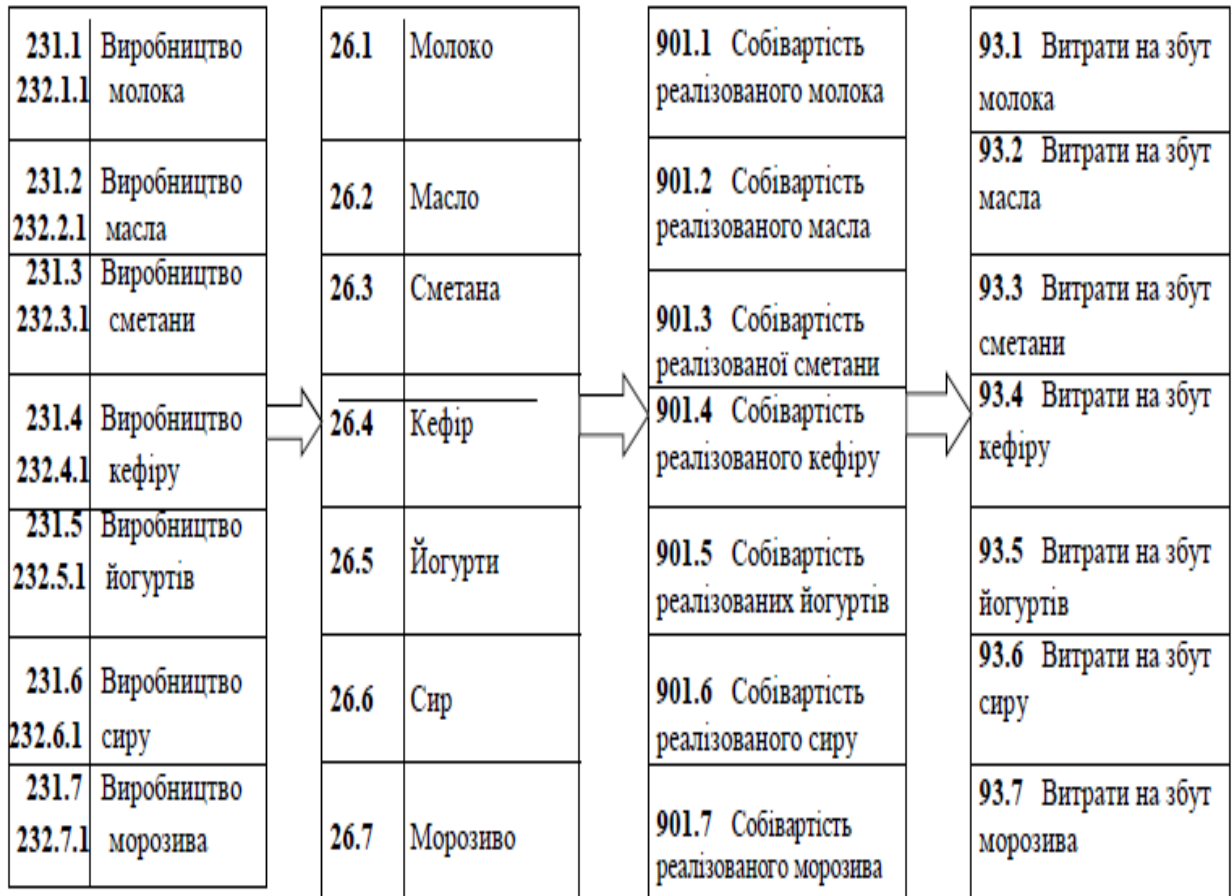 231.1 Виробництво
232.1.1 молока
231.2 Виробництво
232.2.1 масла
231.3 Виробництво
232.3.1 сметани
231.4 Виробництво
232.4.1 кефіру
231.5 Виробництво
232.5.1 йогуртів
231.6 Виробництво
232.6.1 сиру
231.7 Виробництво
232.7.1 морозива
26.1 Молоко
26.2 Масло
26.3 Сметана
26.4 Кефір
26.5 Йогурти
26.6 Сир
26.7 Морозиво
901.1 Собівартість
реалізованого молока
901.2 Собівартість
реалізованого масла
901.3 Собівартість
реалізованої сметани
901.4 Собівартість
реалізованого кефіру
901.5 Собівартість
реалізованих йогуртів
901.6 Собівартість
реалізованого сиру
901.7 Собівартість
реалізованого морозива
93.1 Витрати на збут
молока
93.2 Витрати на збут
масла
93.3 Витрати на збут
сметани
93.4 Витрати на збут
кефіру
93.5 Витрати на збут
йогуртів
93.6 Витрати на збут
сиру
93.7 Витрати на збут
морозива